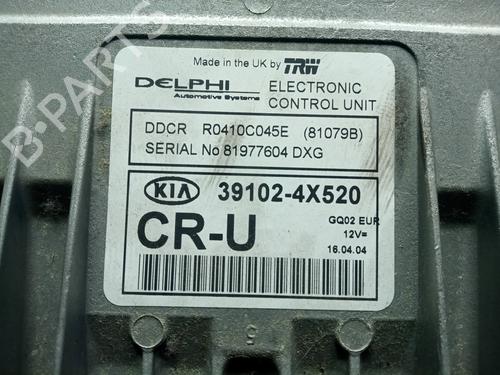 Made in the UK by TRW
DELPHI
Automotive Systems
ELECTRONIC
CONTROL UNIT
DDCR R0410C045E (81079B)
SERIAL No 81977604 DXG
KIA 39102-4X520
CR-U
GQ02 EUR
12V=
16.04.04
B-PARTS